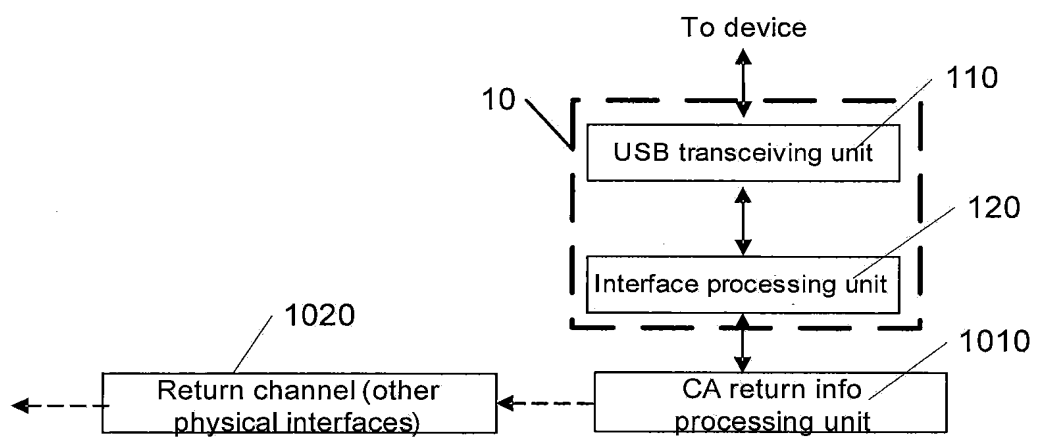 To device
10
110
USB transceiving unit
120
Interface processing unit
1020
1010
Return channel (other
physical interfaces)
CA return info
processing unit